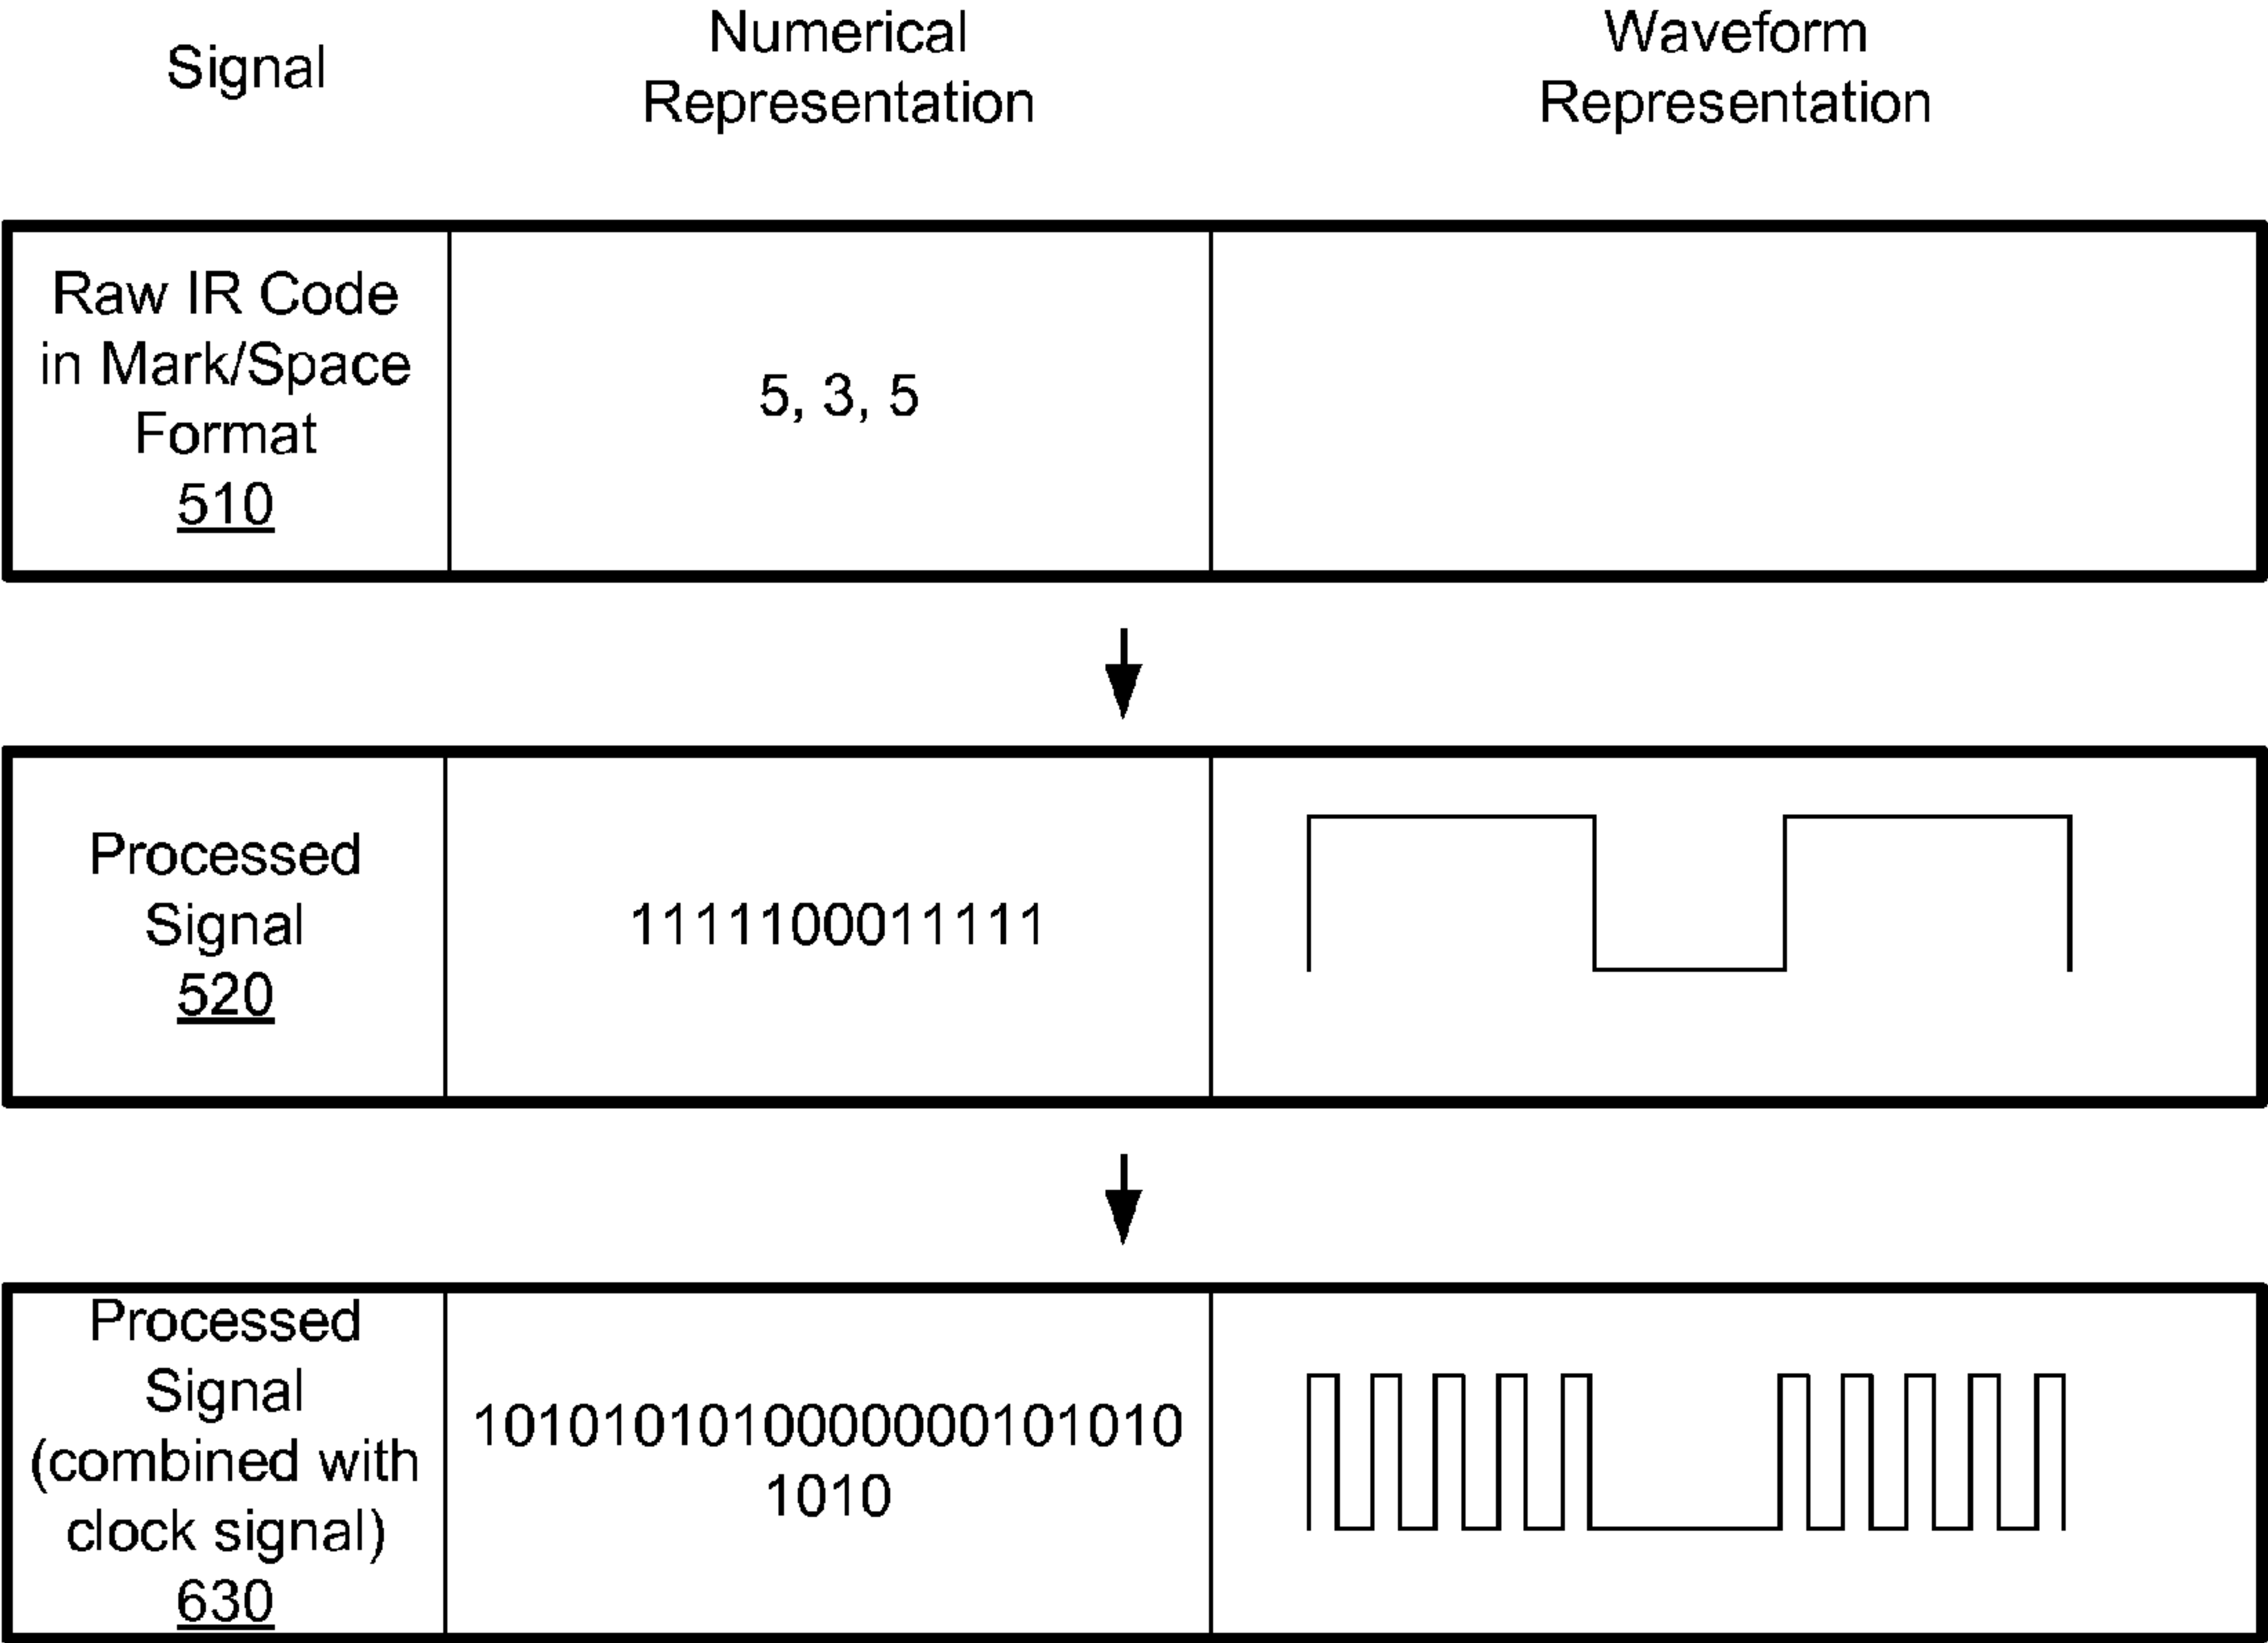 Signal
Numerical
Representation
Waveform
Representation
Raw IR Code
in Mark/Space
Format
510
5, 3, 5
Processed
Signal
520
1111100011111
Processed
Signal
(combined with
clock signal)
630
1010101010000000101010
1010